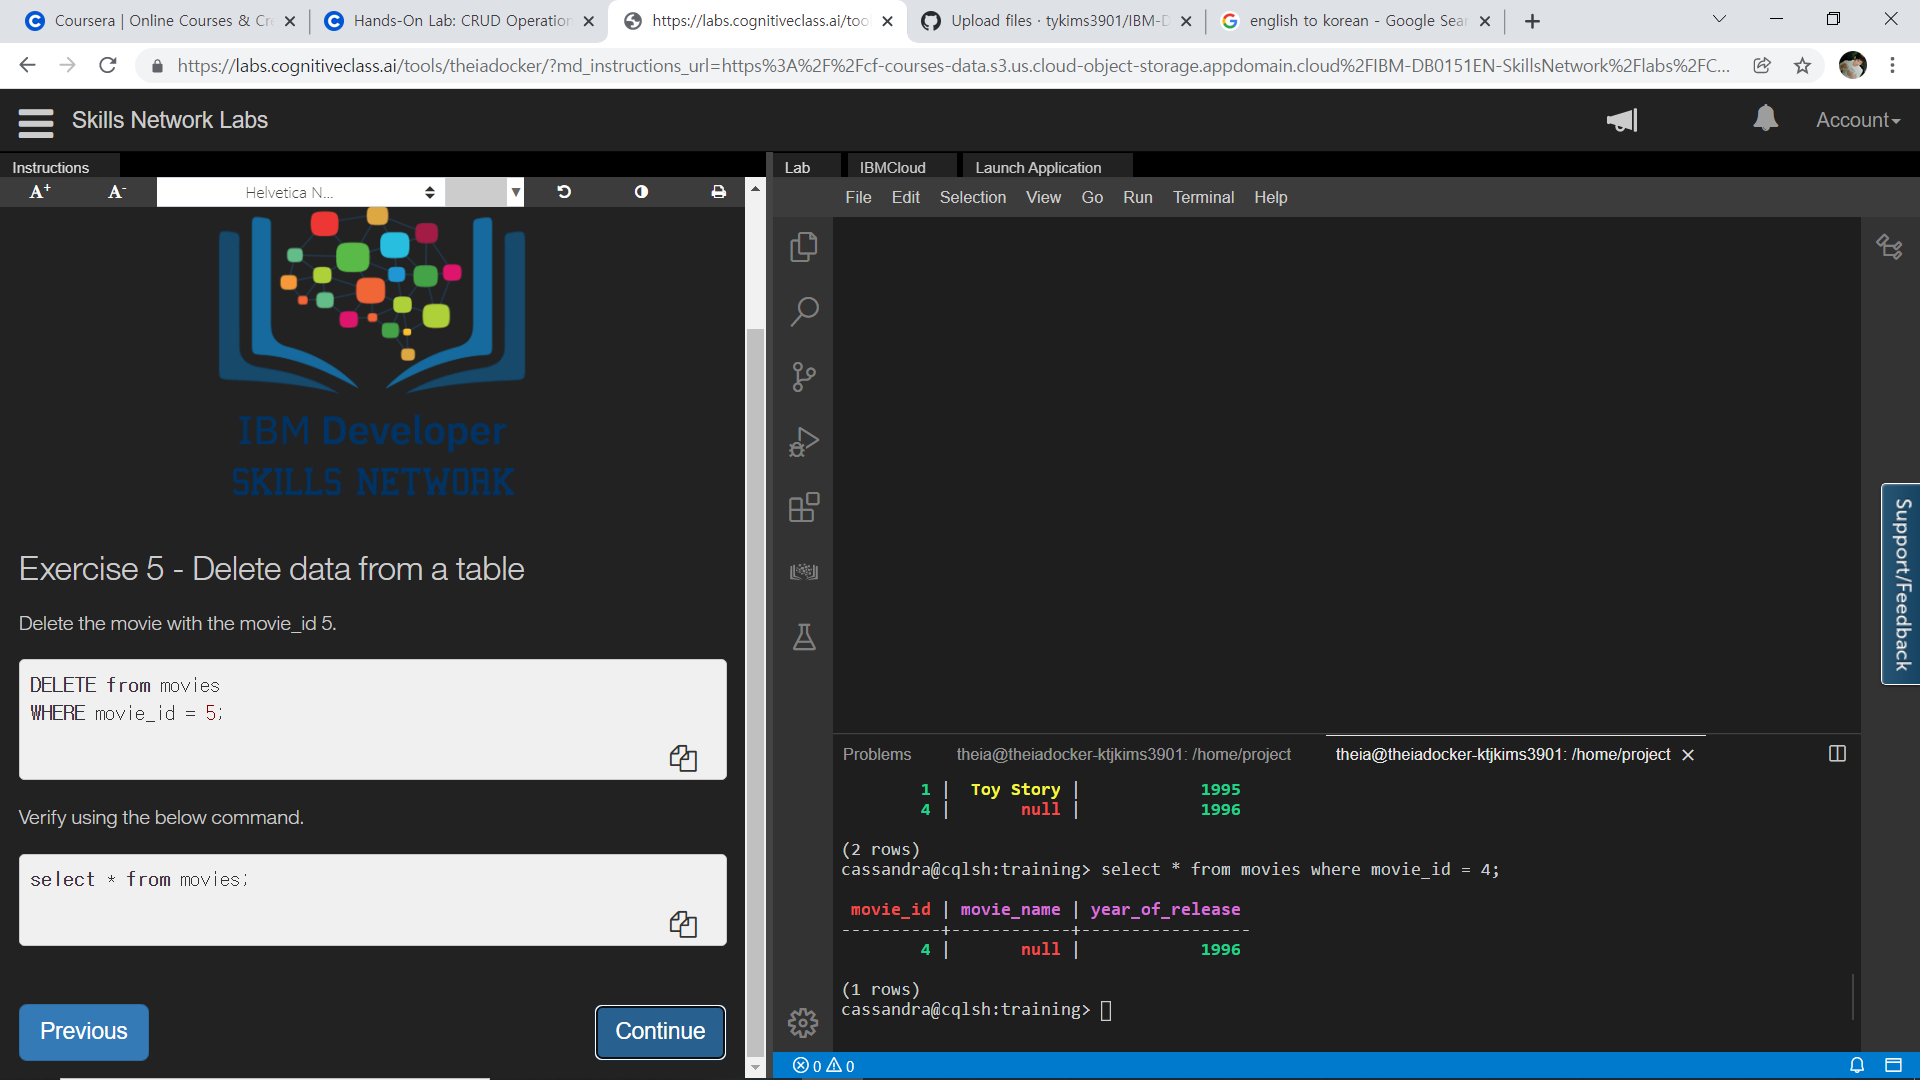 Coursera | Online Courses & Cr
Hands-On Lab: CRUD Operation
https://labs.cognitiveclass.ai/tool
Upload files · tykims3901/IBM-D
english to korean - Google Sear
https://labs.cognitiveclass.ai/tools/theiadocker/?md_instructions_url=https%3A%2F%2Fcf-courses-data.s3.us.cloud-object-storage.appdomain.cloud%2FIBM-DB0151EN-SkillsNetwork%2Flabs%2FC...
Skills Network Labs
Account
Instructions
Lab
IBMCloud
Launch Application
A+
A-
Helvetica N...
File Edit Selection View Go Run Terminal Help
IBM Developer
SKILLS NETWORK
Exercise 5 - Delete data from a table
Delete the movie with the movie_id 5.
DELETE from movies
WHERE movie_id = 5;
Verify using the below command.
select * from movies;
Previous
Continue
Support/Feedback
Problems
theia@theiadocker-ktjkims3901: /home/project
theia@theiadocker-ktjkims3901: /home/project
1 | Toy Story | 1995
4 | null | 1996
(2 rows)
cassandra@cqlsh:training> select * from movies where movie_id = 4;
movie_id | movie_name | year_of_release
----------+------------+-----------------
4 | null | 1996
(1 rows)
cassandra@cqlsh:training>
0 0